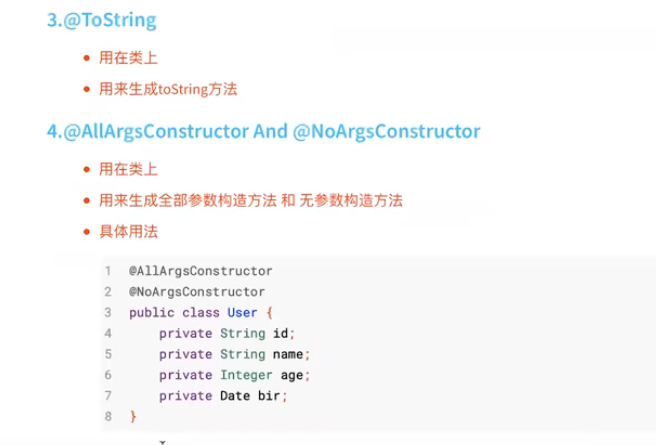 3.@ToString
用在类上
用来生成toString方法
4.@AllArgsConstructor And @NoArgsConstructor
用在类上
用来生成全部参数构造方法 和 无参数构造方法
具体用法
1 @AllArgsConstructor
2 @NoArgsConstructor
3 public class User {
4     private String id;
5     private String name;
6     private Integer age;
7     private Date bir;
8 }